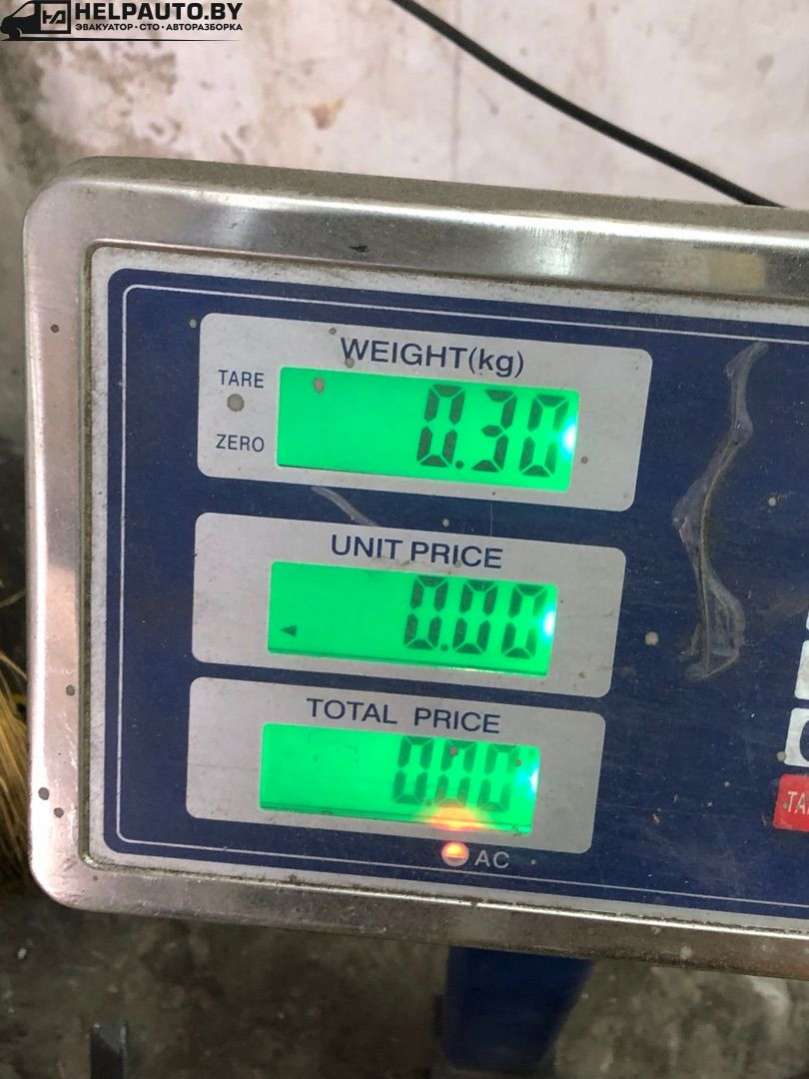 HELPAUTO.BY
ЭВАКУАТОР • СТО • АВТОРАЗБОРКА
WEIGHT(kg)
TARE
0.30
ZERO
UNIT PRICE
0.00
TOTAL PRICE
0.00
AC